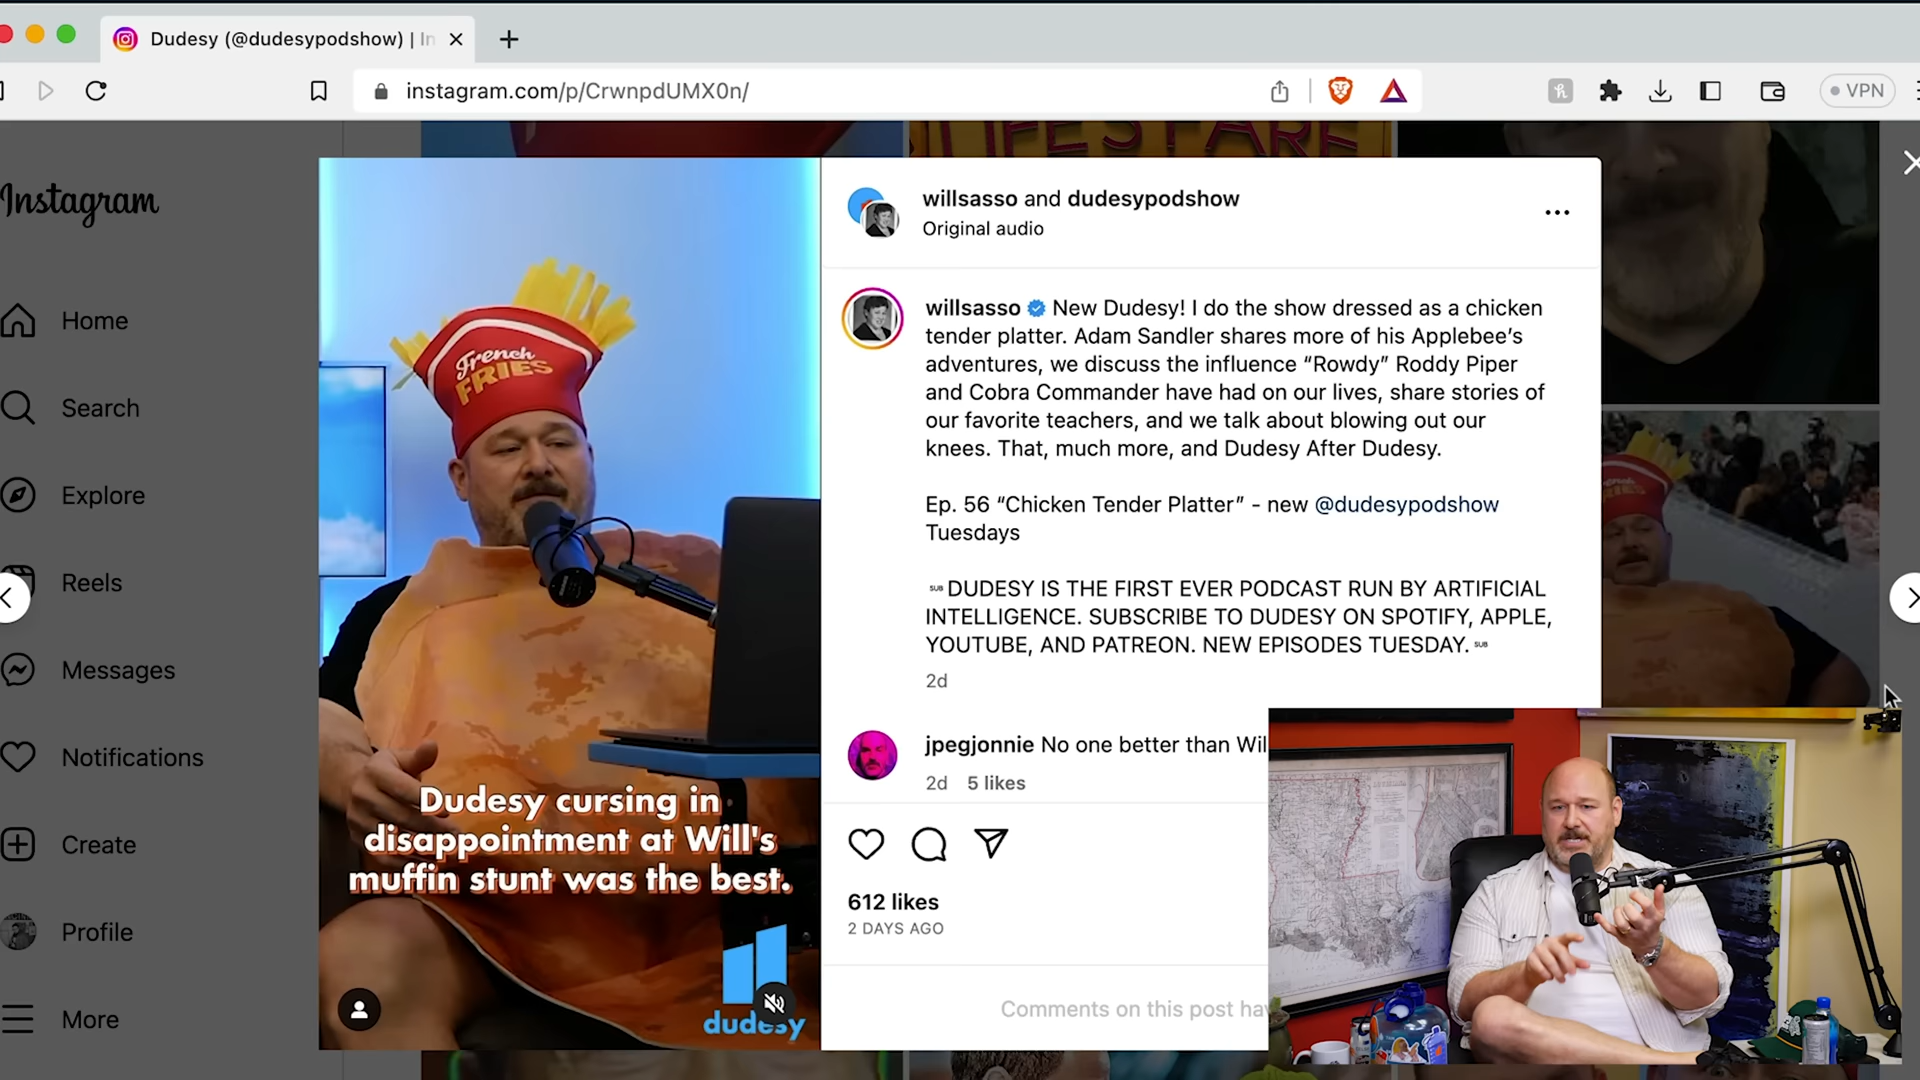 Dudesy (@dudesypodshow) | In
instagram.com/p/CrwnpdUMX0n/
VPN
LIFE'S FARE
Instagram
Home
Search
Explore
Reels
Messages
Notifications
Create
Profile
More
French
FRIES
Dudesy cursing in
disappointment at Will's
muffin stunt was the best.
dudesy
willsasso and dudesypodshow
Original audio
willsasso New Dudesy! I do the show dressed as a chicken
tender platter. Adam Sandler shares more of his Applebee's
adventures, we discuss the influence “Rowdy” Roddy Piper
and Cobra Commander have had on our lives, share stories of
our favorite teachers, and we talk about blowing out our
knees. That, much more, and Dudesy After Dudesy.
Ep. 56 “Chicken Tender Platter” - new @dudesypodshow
Tuesdays
SUB DUDESY IS THE FIRST EVER PODCAST RUN BY ARTIFICIAL
INTELLIGENCE. SUBSCRIBE TO DUDESY ON SPOTIFY, APPLE,
YOUTUBE, AND PATREON. NEW EPISODES TUESDAY. SUB
2d
jpegjonnie No one better than Wil
2d 5 likes
612 likes
2 DAYS AGO
Comments on this post hav
FRIES